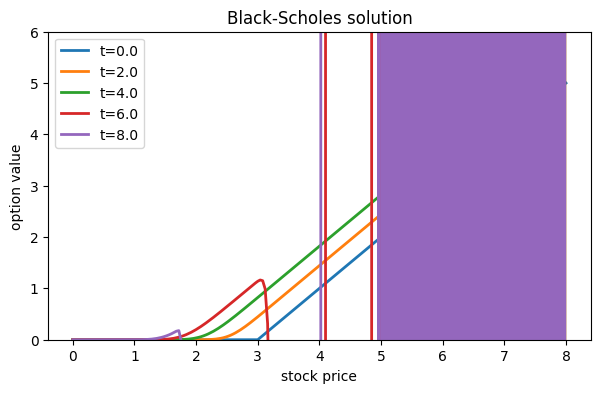 Black-Scholes solution
option value
6
5
4
3
2
1
0
t=0.0
t=2.0
t=4.0
t=6.0
t=8.0
0 1 2 3 4 5 6 7 8
stock price